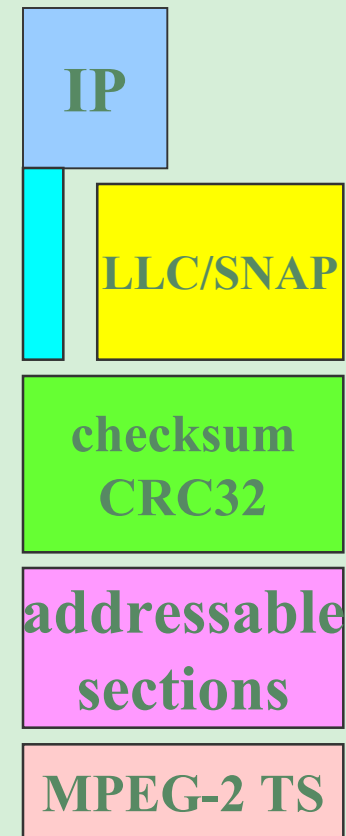 IP
LLC/SNAP
checksum
CRC32
addressable
sections
MPEG-2 TS